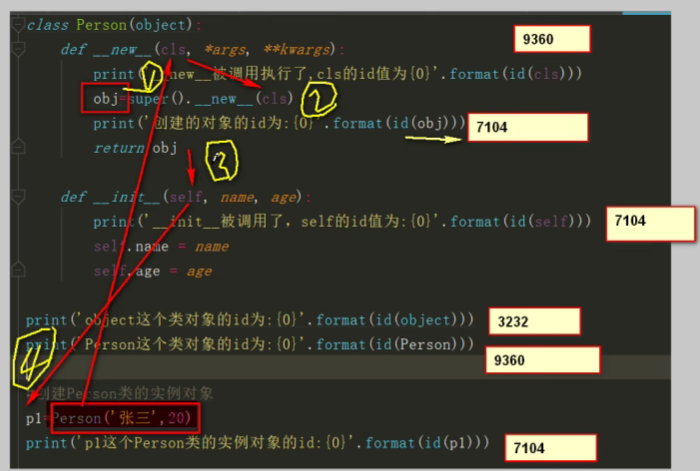 class Person(object):
def __new__(cls, *args, **kwargs): 9360
print('__new__被调用执行了,cls的id值为:{0}'.format(id(cls)))
1
obj=super().__new__(cls) 2
print('创建的对象的id为:{0}'.format(id(obj))) 7104
return obj 3
def __init__(self, name, age):
print('__init__被调用了，self的id值为:{0}'.format(id(self))) 7104
self.name = name
self.age = age
print('object这个类对象的id为:{0}'.format(id(object))) 3232
print('Person这个类对象的id为:{0}'.format(id(Person))) 9360
4
创建Person类的实例对象
p1=Person('张三',20)
print('p1这个Person类的实例对象的id:{0}'.format(id(p1))) 7104